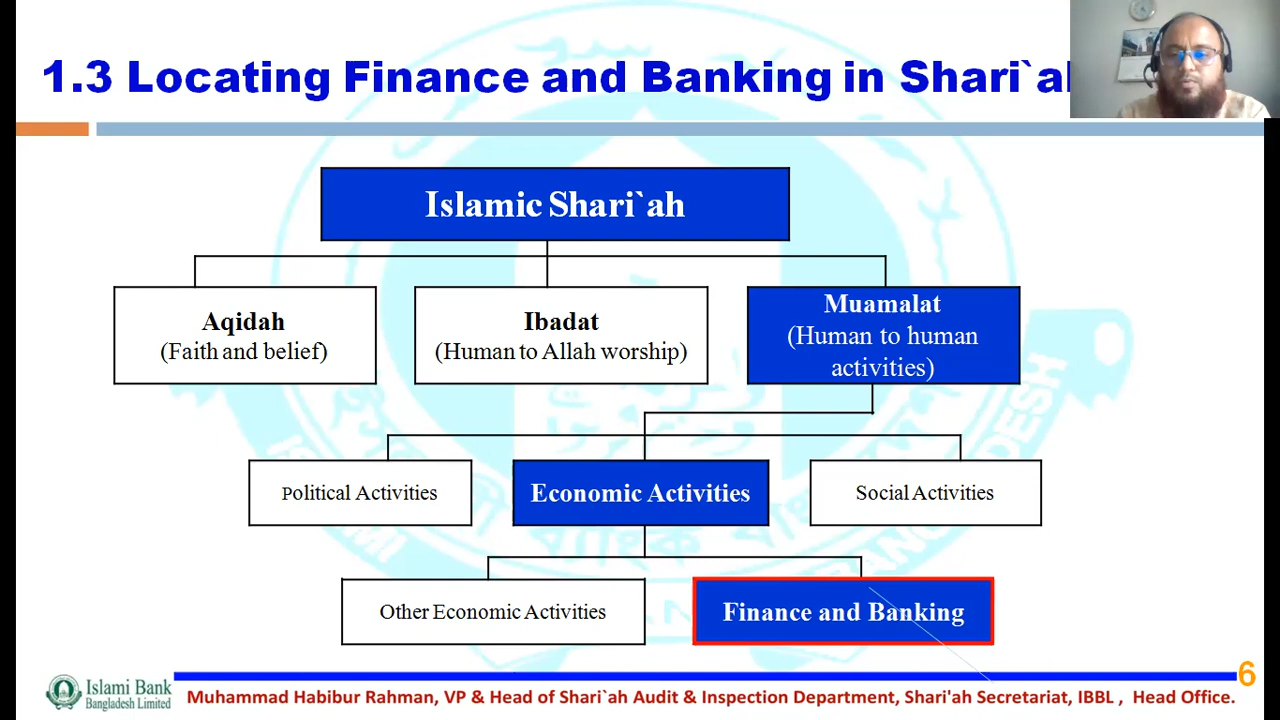 1.3 Locating Finance and Banking in Shari`ah
Islamic Shari`ah
Aqidah
(Faith and belief)
Ibadat
(Human to Allah worship)
Muamalat
(Human to human
activities)
Political Activities
Economic Activities
Social Activities
Other Economic Activities
Finance and Banking
6
Islami Bank
Bangladesh Limited
Muhammad Habibur Rahman, VP & Head of Shari`ah Audit & Inspection Department, Shari'ah Secretariat, IBBL , Head Office.